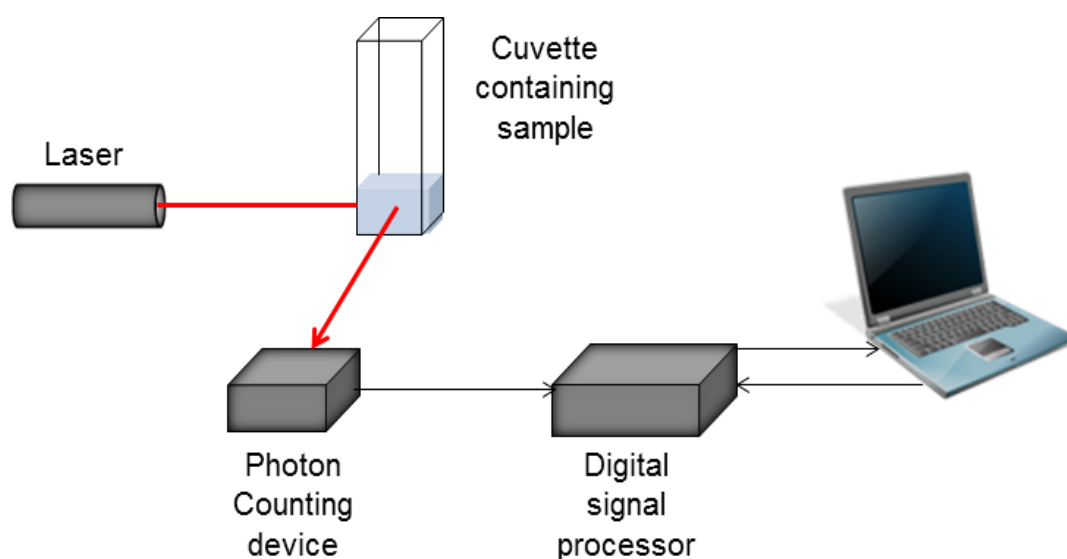 Cuvette
containing
sample
Laser
Photon
Counting
device
Digital
signal
processor